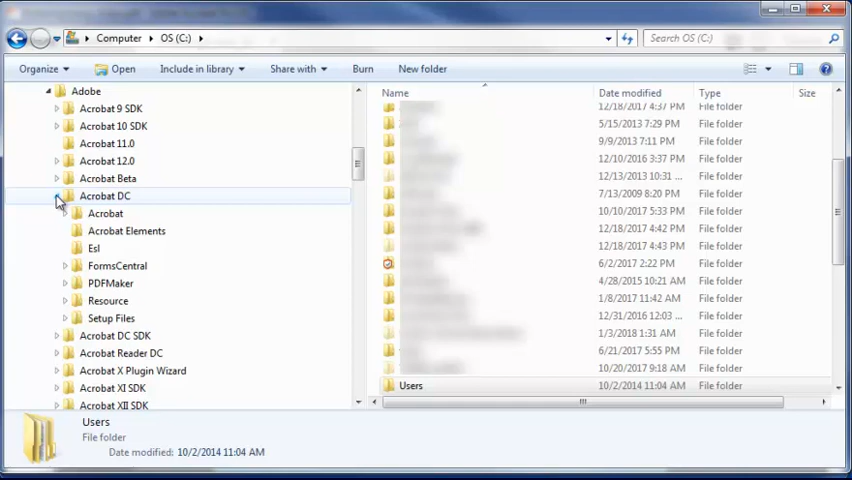 Computer OS (C:) Search OS (C:)
Organize Open Include in library Share with Burn New folder
Adobe
Acrobat 9 SDK
Acrobat 10 SDK
Acrobat 11.0
Acrobat 12.0
Acrobat Beta
Acrobat DC
Acrobat
Acrobat Elements
Esl
FormsCentral
PDFMaker
Resource
Setup Files
Acrobat DC SDK
Acrobat Reader DC
Acrobat X Plugin Wizard
Acrobat XI SDK
Acrobat XII SDK
Name Date modified Type Size
12/18/2017 4:37 PM File folder
5/15/2013 7:29 PM File folder
9/9/2013 7:11 PM File folder
12/10/2016 3:37 PM File folder
12/13/2013 10:31 ... File folder
7/13/2009 8:20 PM File folder
10/10/2017 5:33 PM File folder
12/18/2017 4:42 PM File folder
12/18/2017 4:43 PM File folder
6/2/2017 2:22 PM File folder
4/28/2015 10:21 AM File folder
1/8/2017 11:42 AM File folder
12/31/2016 12:03 ... File folder
1/3/2018 1:31 AM File folder
6/21/2017 5:55 PM File folder
10/20/2017 9:18 AM File folder
Users 10/2/2014 11:04 AM File folder
Users
File folder
Date modified: 10/2/2014 11:04 AM